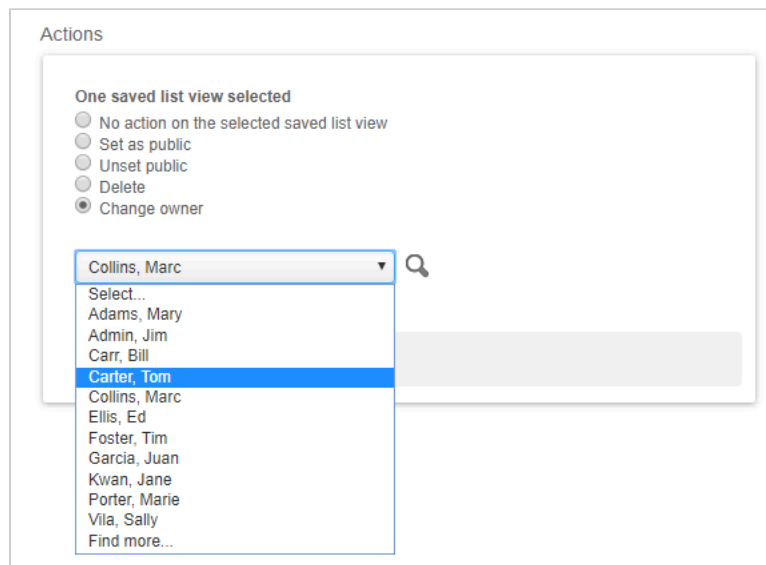 Actions
One saved list view selected
No action on the selected saved list view
Set as public
Unset public
Delete
Change owner
Collins, Marc
Select...
Adams, Mary
Admin, Jim
Carr, Bill
Carter, Tom
Collins, Marc
Ellis, Ed
Foster, Tim
Garcia, Juan
Kwan, Jane
Porter, Marie
Vila, Sally
Find more...